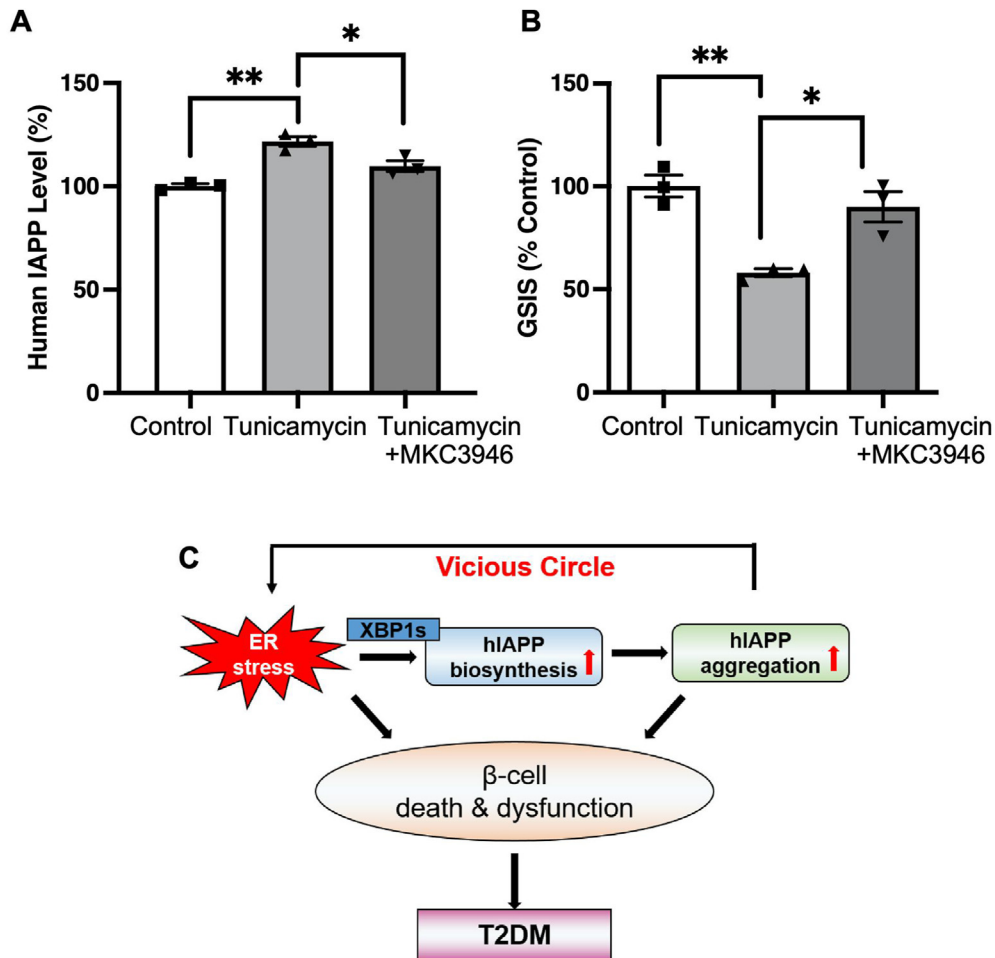 A
Human IAPP Level (%)
150
100
50
0
**
*
Control
Tunicamycin
Tunicamycin
+MKC3946
B
GSIS (% Control)
150
100
50
0
**
*
Control
Tunicamycin
Tunicamycin
+MKC3946
C
Vicious Circle
ER
stress
XBP1s
hIAPP
biosynthesis
hIAPP
aggregation
β-cell
death & dysfunction
T2DM